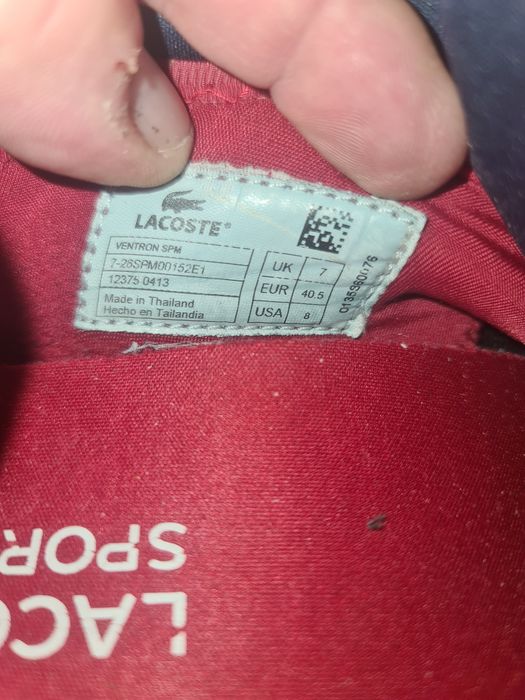 LACOSTE
VENTRON SPM
7-26SPM00152E1
12375 0413
Made in Thailand
Hecho en Tailandia
UK 7
EUR 40.5
USA 8
LACO
SPOR